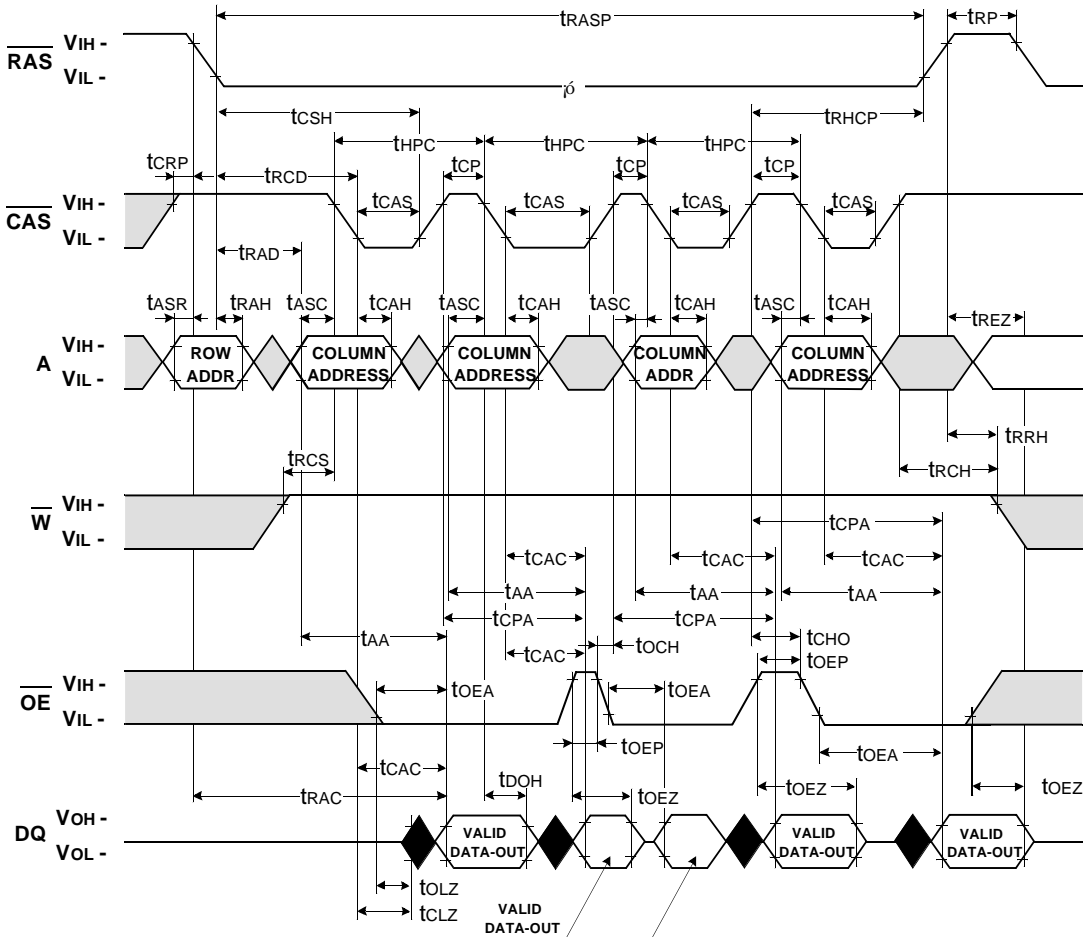 tRASP tRP
RAS VIH -
VIL -
¡ó
tCSH tRHCP
tHPC tHPC tHPC
tCRP tRCD tCP tCP tCP
CAS VIH -
VIL -
tCAS tCAS tCAS tCAS
tRAD
tASR tRAH tASC tCAH tASC tCAH tASC tCAH tASC tCAH
tREZ
A VIH -
VIL -
ROW ADDR
COLUMN ADDRESS
COLUMN ADDRESS
COLUMN ADDR
COLUMN ADDRESS
tRRH
tRCS tRCH
W VIH -
VIL -
tCPA
tCAC tCAC tCAC
tAA tAA tAA
tCPA tCPA
tAA tOCH tCHO
tCAC tOEP
OE VIH -
VIL -
tOEA tOEA
tOEP tOEA
tCAC
tDOH tOEZ tOEZ tOEZ
tRAC
DQ VOH -
VOL -
VALID DATA-OUT
VALID DATA-OUT
VALID DATA-OUT
tOLZ
tCLZ
VALID
DATA-OUT